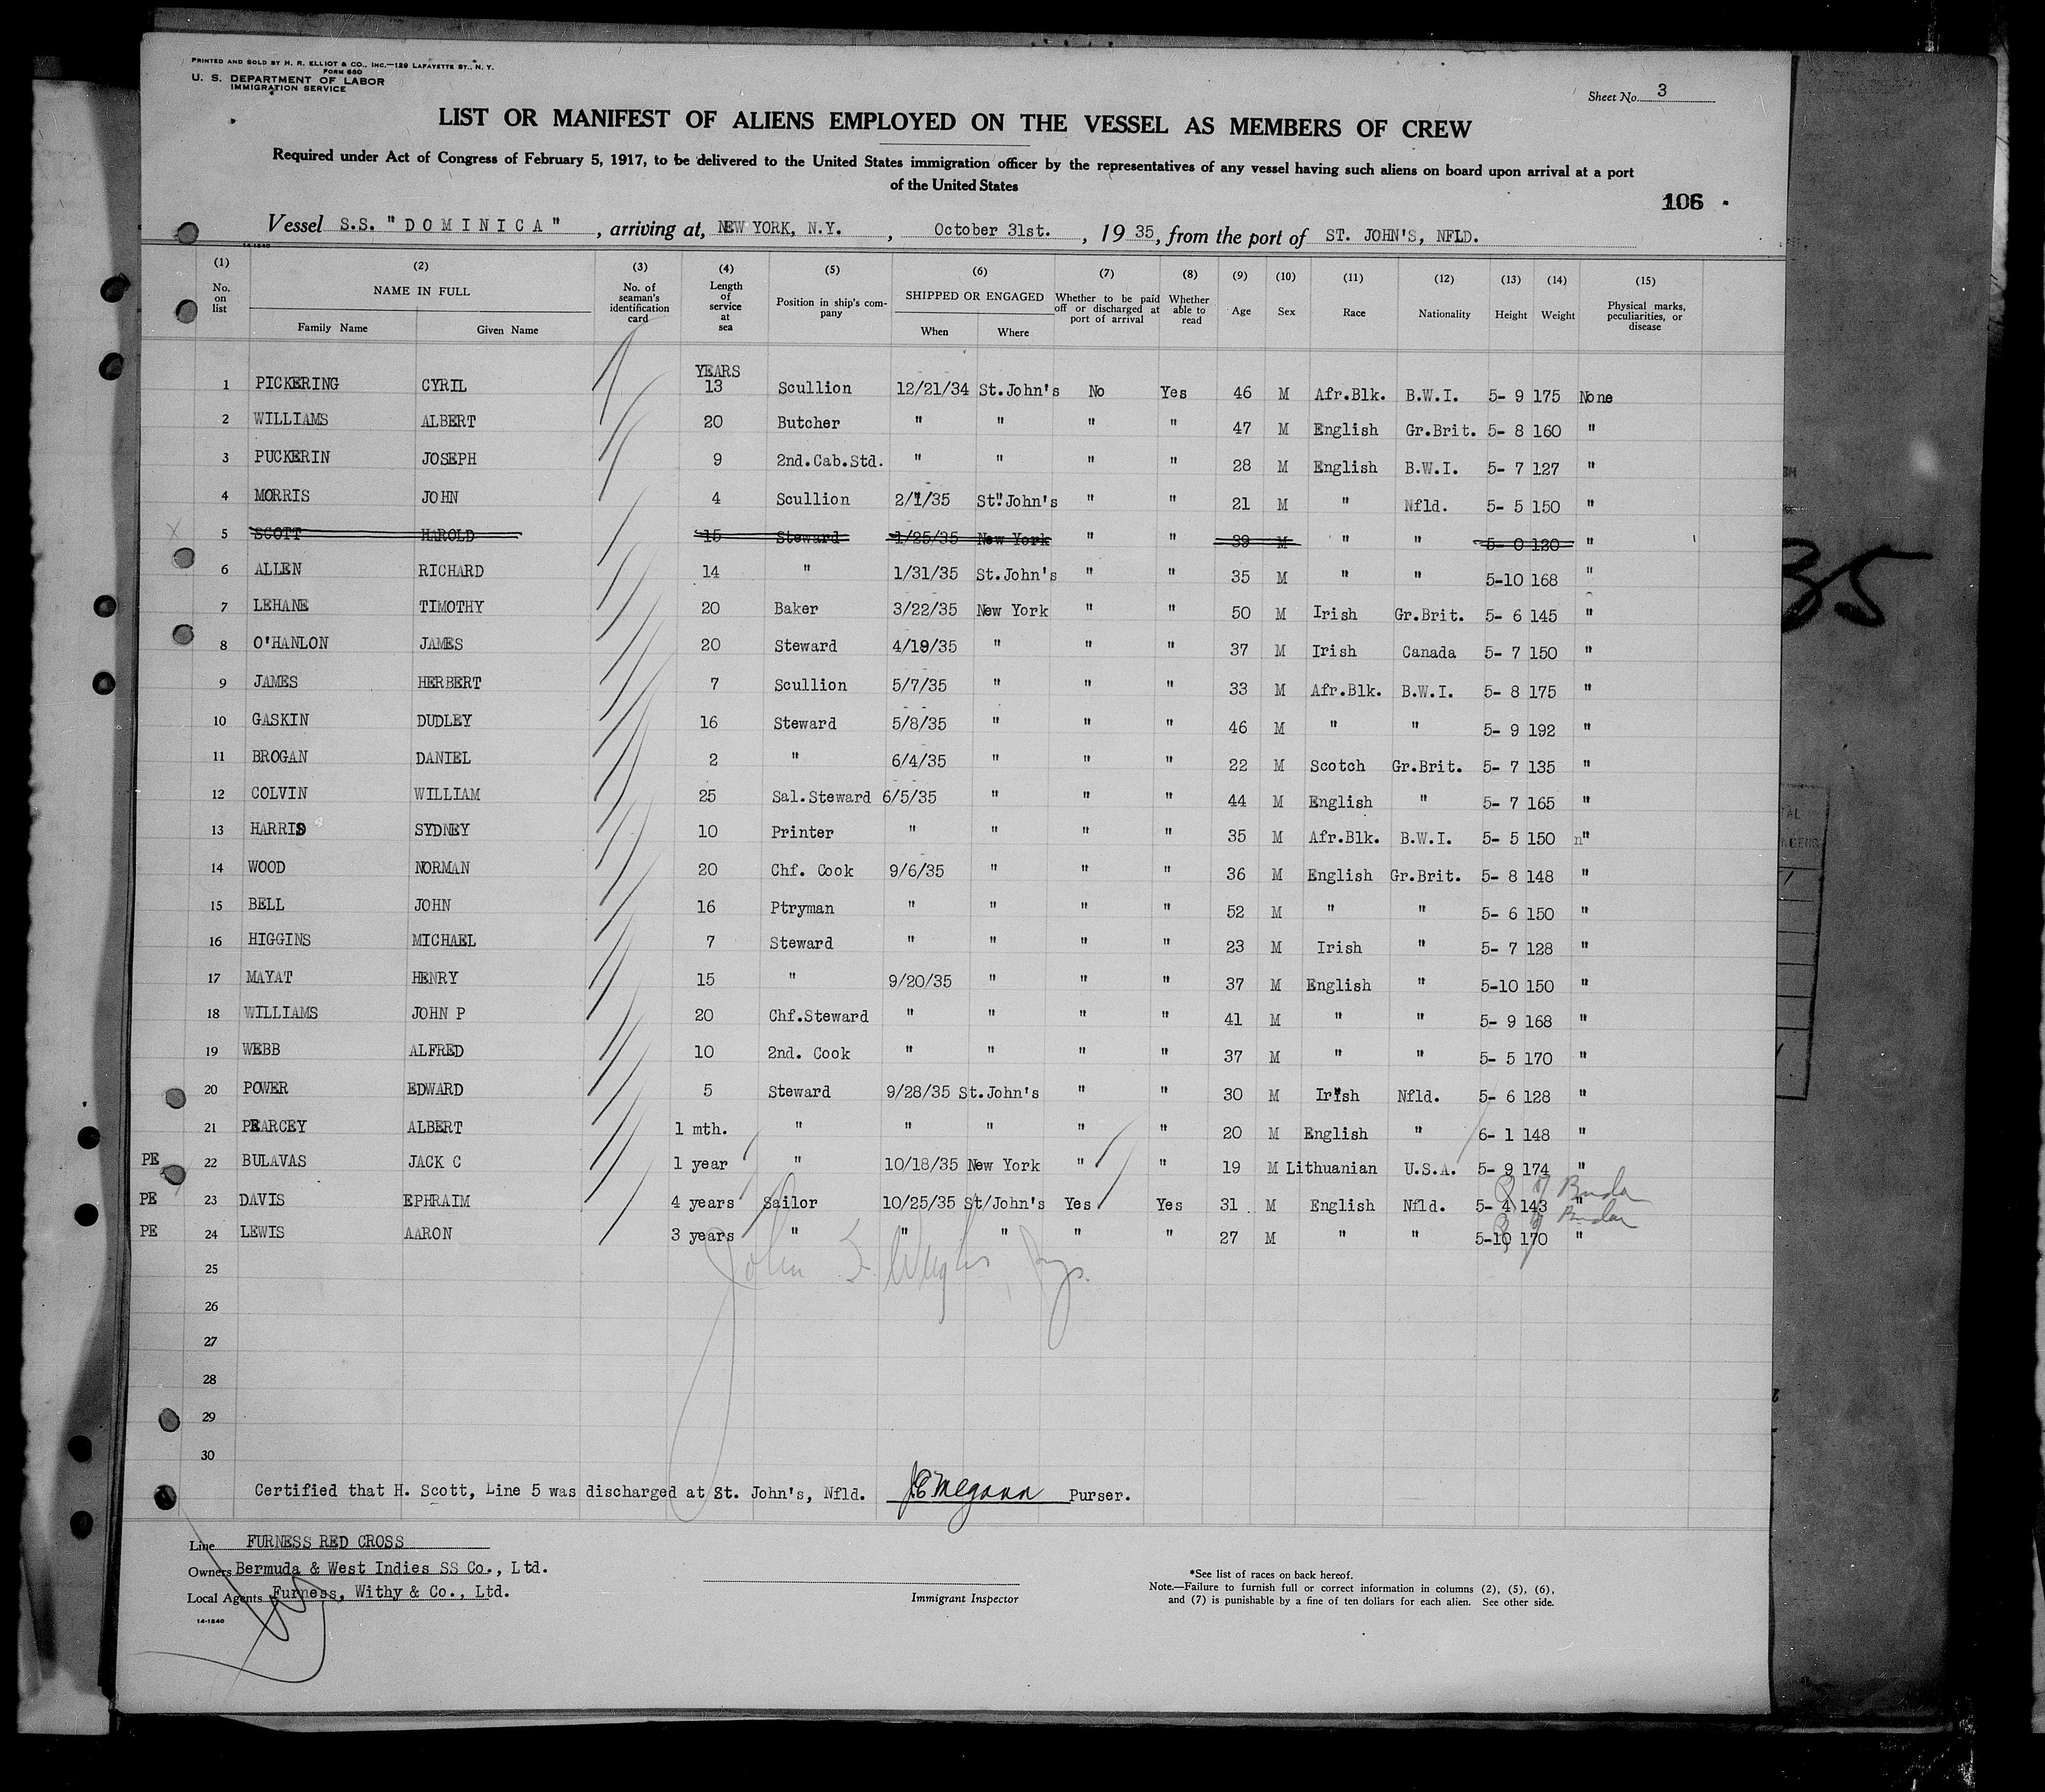 PRINTED AND SOLD BY H. R. ELLIOT & CO., INC.—129 LAFAYETTE ST., N. Y.
FORM 680
U. S. DEPARTMENT OF LABOR
IMMIGRATION SERVICE
Sheet No. 3
LIST OR MANIFEST OF ALIENS EMPLOYED ON THE VESSEL AS MEMBERS OF CREW
Required under Act of Congress of February 5, 1917, to be delivered to the United States immigration officer by the representatives of any vessel having such aliens on board upon arrival at a port
of the United States
106
Vessel S.S. "DOMINICA", arriving at, NEW YORK, N.Y., October 31st., 1935, from the port of ST. JOHN'S, NFLD.
14-1240
(1) (2) (3) (4) (5) (6) (7) (8) (9) (10) (11) (12) (13) (14) (15)
No. on list NAME IN FULL Family Name Given Name No. of seaman's identification card Length of service at sea Position in ship's company SHIPPED OR ENGAGED When Where Whether to be paid off or discharged at port of arrival Whether able to read Age Sex Race Nationality Height Weight Physical marks, peculiarities, or disease
YEARS
1 PICKERING CYRIL 13 Scullion 12/21/34 St.John's No Yes 46 M Afr.Blk. B.W.I. 5- 9 175 None
2 WILLIAMS ALBERT 20 Butcher " " " " 47 M English Gr.Brit. 5- 8 160 "
3 PUCKERIN JOSEPH 9 2nd.Cab.Std. " " " " 28 M English B.W.I. 5- 7 127 "
4 MORRIS JOHN 4 Scullion 2/1/35 St.John's " " 21 M " Nfld. 5- 5 150 "
5 SCOTT HAROLD 15 Steward 1/25/35 New York " " 39 M " " 5- 0 120 "
6 ALLEN RICHARD 14 " 1/31/35 St.John's " " 35 M " " 5-10 168 "
7 LEHANE TIMOTHY 20 Baker 3/22/35 New York " " 50 M Irish Gr.Brit. 5- 6 145 "
8 O'HANLON JAMES 20 Steward 4/19/35 " " " 37 M Irish Canada 5- 7 150 "
9 JAMES HERBERT 7 Scullion 5/7/35 " " " 33 M Afr.Blk. B.W.I. 5- 8 175 "
10 GASKIN DUDLEY 16 Steward 5/8/35 " " " 46 M " " 5- 9 192 "
11 BROGAN DANIEL 2 " 6/4/35 " " " 22 M Scotch Gr.Brit. 5- 7 135 "
12 COLVIN WILLIAM 25 Sal.Steward 6/5/35 " " " 44 M English " 5- 7 165 "
13 HARRIS SYDNEY 10 Printer " " " " 35 M Afr.Blk. B.W.I. 5- 5 150 "
14 WOOD NORMAN 20 Chf. Cook 9/6/35 " " " 36 M English Gr.Brit. 5- 8 148 "
15 BELL JOHN 16 Ptryman " " " " 52 M " " 5- 6 150 "
16 HIGGINS MICHAEL 7 Steward " " " " 23 M Irish " 5- 7 128 "
17 MAYAT HENRY 15 " 9/20/35 " " " 37 M English " 5-10 150 "
18 WILLIAMS JOHN P 20 Chf.Steward " " " " 41 M " " 5- 9 168 "
19 WEBB ALFRED 10 2nd. Cook " " " " 37 M " " 5- 5 170 "
20 POWER EDWARD 5 Steward 9/28/35 St.John's " " 30 M Irish Nfld. 5- 6 128 "
21 PEARCEY ALBERT 1 mth. " " " " " 20 M English " 6- 1 148 "
PE 22 BULAVAS JACK C 1 year " 10/18/35 New York " " 19 M Lithuanian U.S.A. 5- 9 174 "
PE 23 DAVIS EPHRAIM 4 years Sailor 10/25/35 St/John's Yes Yes 31 M English Nfld. 5- 4 143 "
PE 24 LEWIS AARON 3 years " " " " " 27 M " " 5-10 170 "
25
26
27
28
29
30
Certified that H. Scott, Line 5 was discharged at St. John's, Nfld. J.E. Megann Purser.
Line FURNESS RED CROSS
Owners Bermuda & West Indies SS Co., Ltd.
Local Agents Furness, Withy & Co., Ltd.
14-1240
Immigrant Inspector
*See list of races on back hereof.
Note.—Failure to furnish full or correct information in columns (2), (5), (6),
and (7) is punishable by a fine of ten dollars for each alien. See other side.
35